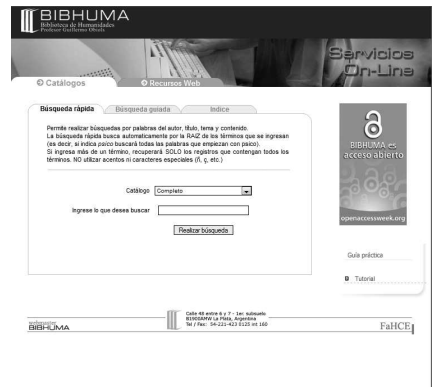 BIBHUMA
Biblioteca de Humanidades
Profesor Guillermo Obiols
Servicios
On-Line
Catálogos
Recursos Web
Búsqueda rápida
Búsqueda guiada
Indice
Permite realizar búsquedas por palabras del autor, título, tema y contenido.
La búsqueda rápida busca automaticamente por la RAIZ de los términos que se ingresan
(es decir, si indica psico buscará todas las palabras que empiezan con psico).
Si ingresa más de un término, recuperará SOLO los registros que contengan todos los
términos. NO utilizar acentos ni caracteres especiales (ñ, ç, etc.)
Catálogo
Completo
Ingrese lo que desea buscar
Realizar búsqueda
BIBHUMA es
acceso abierto
openaccessweek.org
Guía práctica
Tutorial
BIBHUMA
Calle 48 entre 6 y 7 - 1er. subsuelo
B1900AMW La Plata, Argentina
Tel / Fax: 54-221-423 0125 int 160
FaHCE